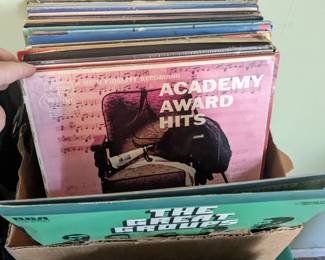 ACADEMY
AWARD
HITS
RCA
THE
GREAT
GROUPS